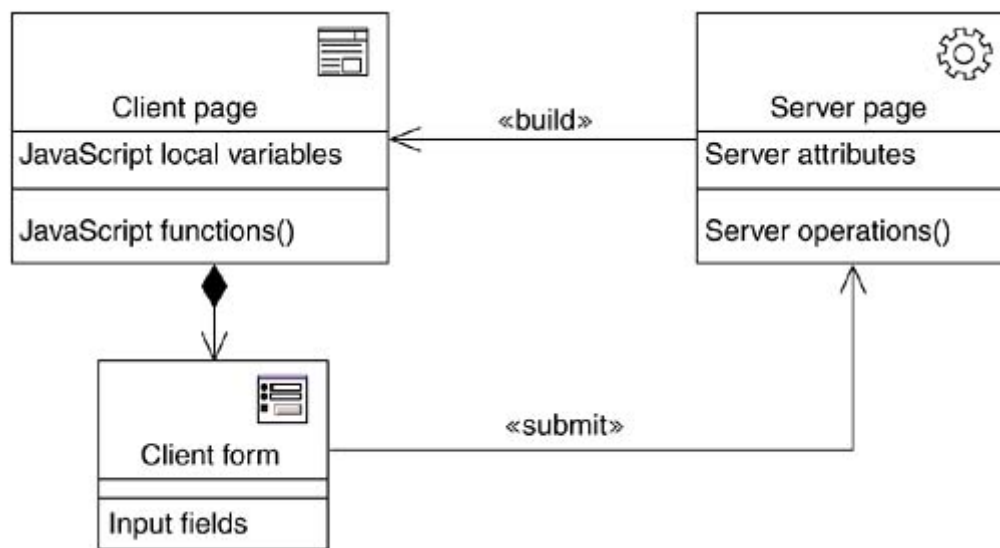 Client page
JavaScript local variables
JavaScript functions()
«build»
Server page
Server attributes
Server operations()
Client form
Input fields
«submit»